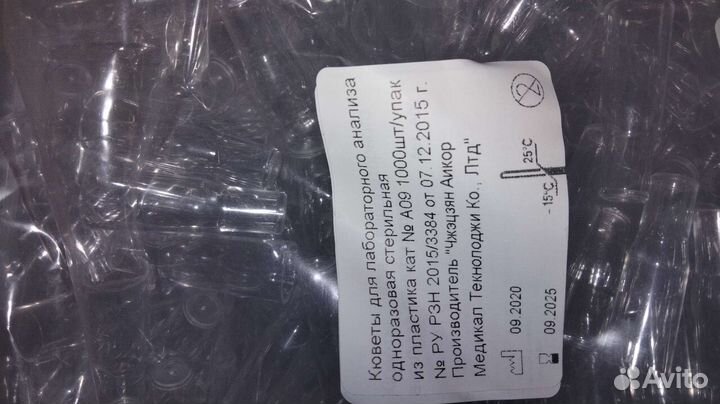 Кюветы для лабораторного анализа
одноразовая стерильная
из пластика кат № А09 1000шт/упак
№ РУ РЗН 2015/3384 от 07.12.2015 г.
Производитель "Чжэцзян Аикор
Медикал Текнолоджи Ко., Лтд"
-15°C
25°C
2
09.2020
09.2025
Avito